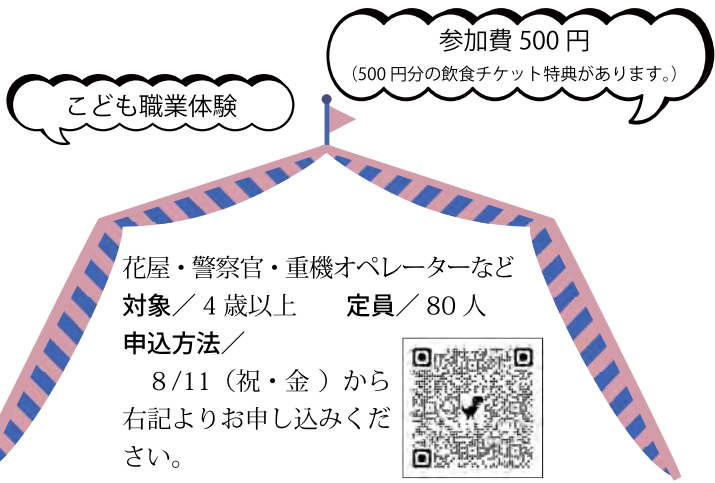 参加費 500 円
（500 円分の飲食チケット特典があります。）
こども職業体験
花屋・警察官・重機オペレーターなど
対象／ 4 歳以上　定員／ 80 人
申込方法／
８/11（祝・金 ）から
右記よりお申し込みくだ
さい。